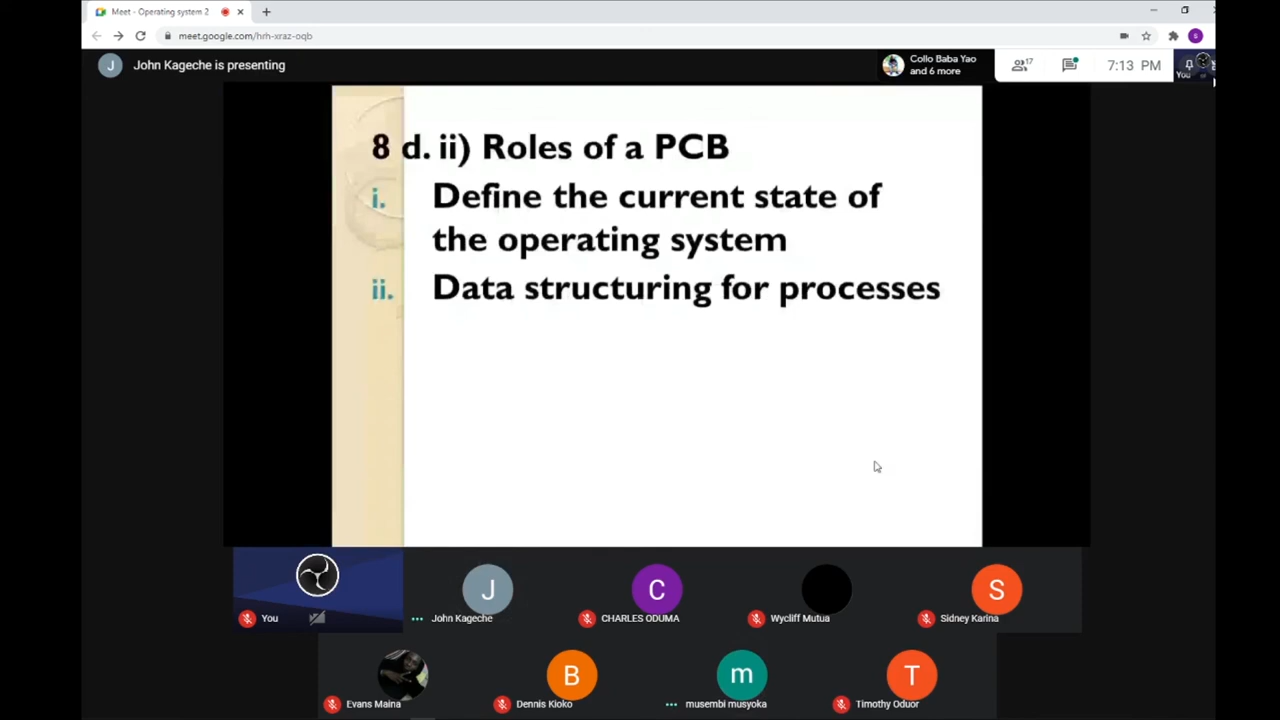 Meet - Operating system 2
meet.google.com/hrh-xraz-oqb
J
John Kageche is presenting
Collo Baba Yao
and 6 more
17
7:13 PM
You
S
8 d. ii) Roles of a PCB
i. Define the current state of
the operating system
ii. Data structuring for processes
J
C
S
You
John Kageche
CHARLES ODUMA
Wycliff Mutua
Sidney Karina
B
m
T
Evans Maina
Dennis Kioko
musembi musyoka
Timothy Oduor